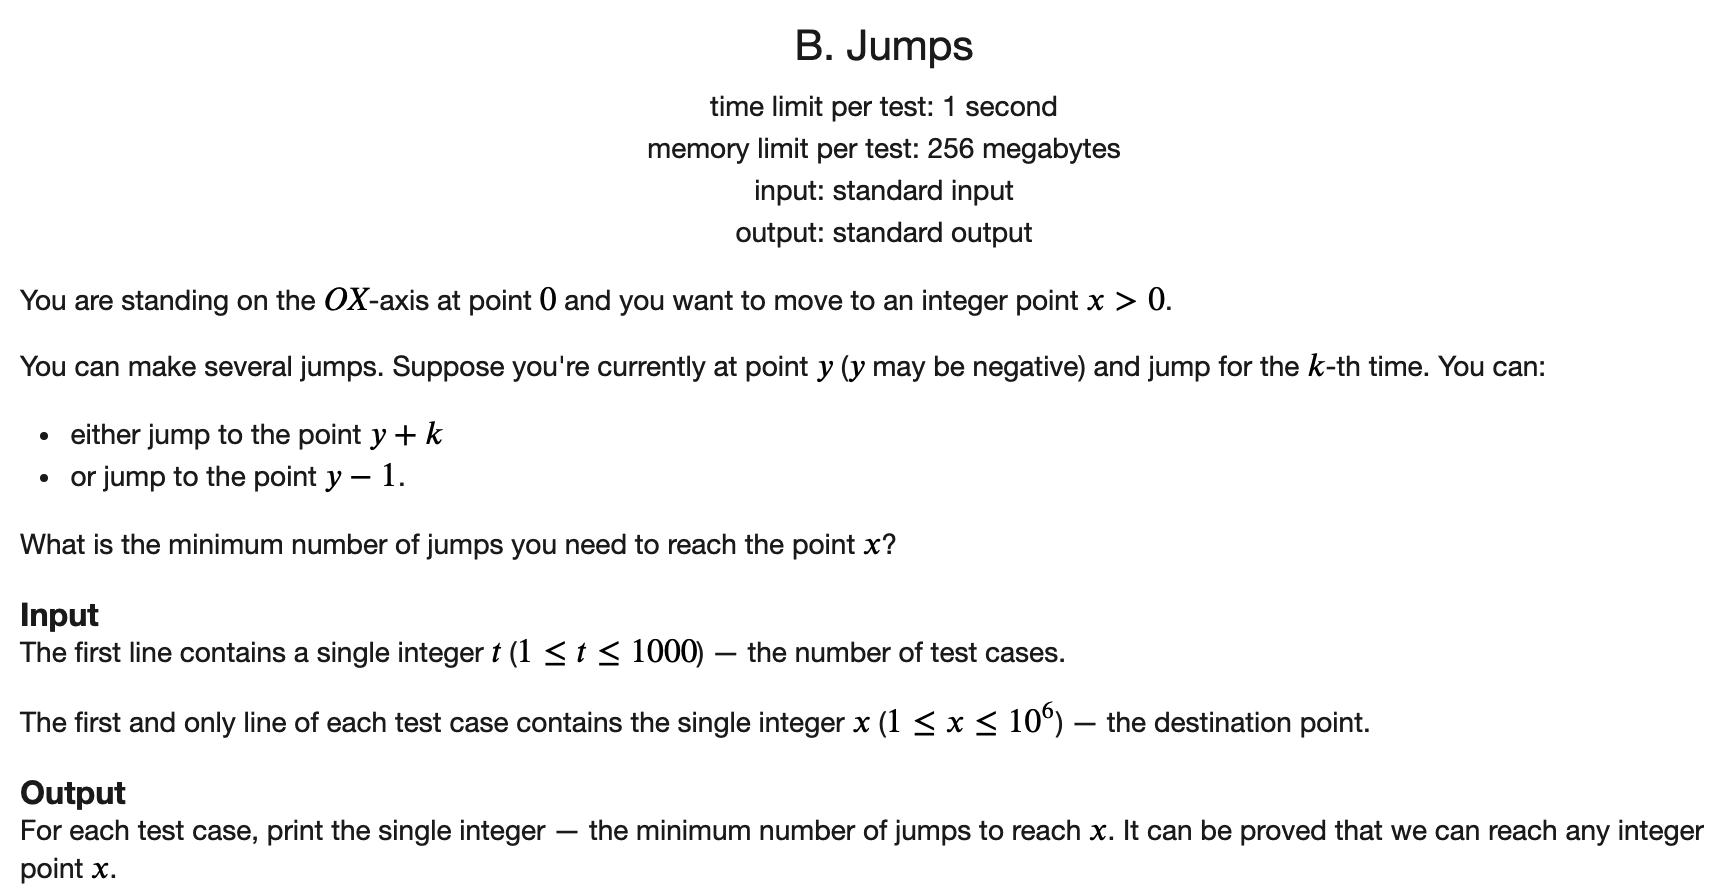 B. Jumps
time limit per test: 1 second
memory limit per test: 256 megabytes
input: standard input
output: standard output
You are standing on the OX-axis at point 0 and you want to move to an integer point x > 0.
You can make several jumps. Suppose you're currently at point y (y may be negative) and jump for the k-th time. You can:
• either jump to the point y + k
• or jump to the point y − 1.
What is the minimum number of jumps you need to reach the point x?
Input
The first line contains a single integer t (1 ≤ t ≤ 1000) — the number of test cases.
The first and only line of each test case contains the single integer x (1 ≤ x ≤ 10⁶) — the destination point.
Output
For each test case, print the single integer — the minimum number of jumps to reach x. It can be proved that we can reach any integer
point x.